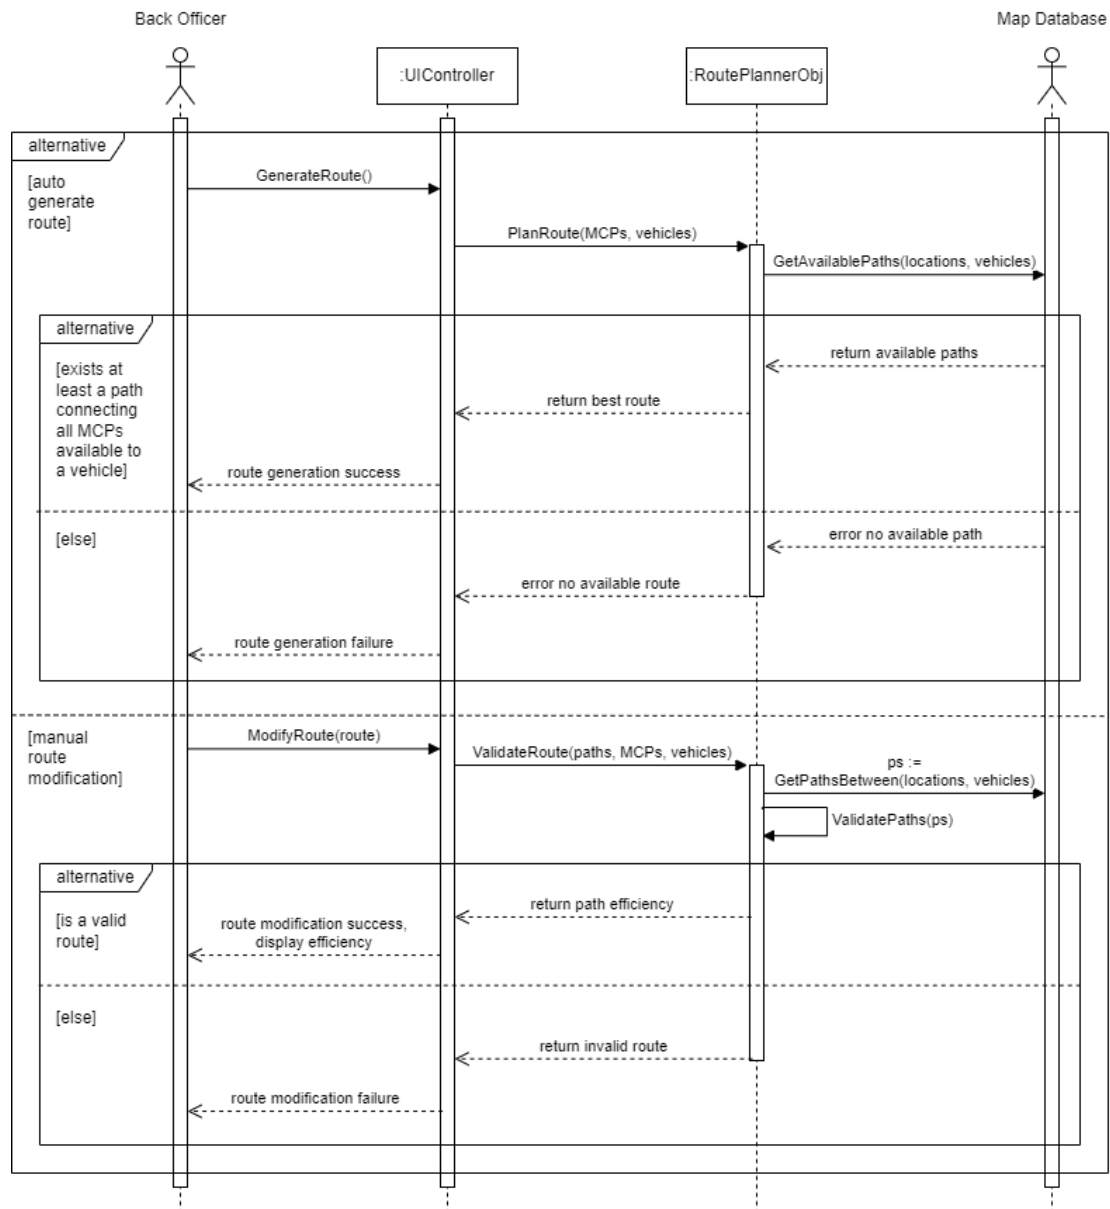 Back Officer
Map Database
:UIController
:RoutePlannerObj
alternative
[auto
generate
route]
GenerateRoute()
PlanRoute(MCPs, vehicles)
GetAvailablePaths(locations, vehicles)
alternative
[exists at
least a path
connecting
all MCPs
available to
a vehicle]
return available paths
return best route
route generation success
[else]
error no available path
error no available route
route generation failure
[manual
route
modification]
ModifyRoute(route)
ValidateRoute(paths, MCPs, vehicles)
ps :=
GetPathsBetween(locations, vehicles)
ValidatePaths(ps)
alternative
[is a valid
route]
return path efficiency
route modification success,
display efficiency
[else]
return invalid route
route modification failure